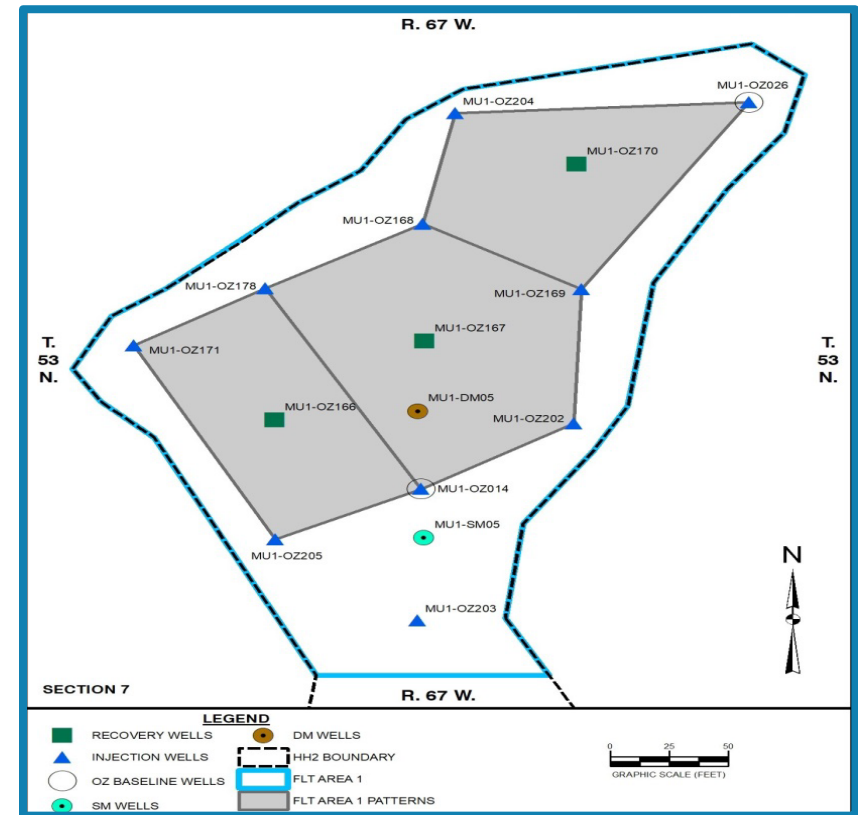 R. 67 W.
MU1-OZ026
MU1-OZ204
MU1-OZ170
MU1-OZ168
MU1-OZ178
MU1-OZ169
MU1-OZ167
T.
53
N.
T.
53
N.
MU1-OZ171
MU1-DM05
MU1-OZ166
MU1-OZ202
MU1-OZ014
MU1-SM05
MU1-OZ205
N
MU1-OZ203
SECTION 7
R. 67 W.
LEGEND
RECOVERY WELLS
INJECTION WELLS
OZ BASELINE WELLS
SM WELLS
DM WELLS
HH2 BOUNDARY
FLT AREA 1
FLT AREA 1 PATTERNS
0 25 50
GRAPHIC SCALE (FEET)